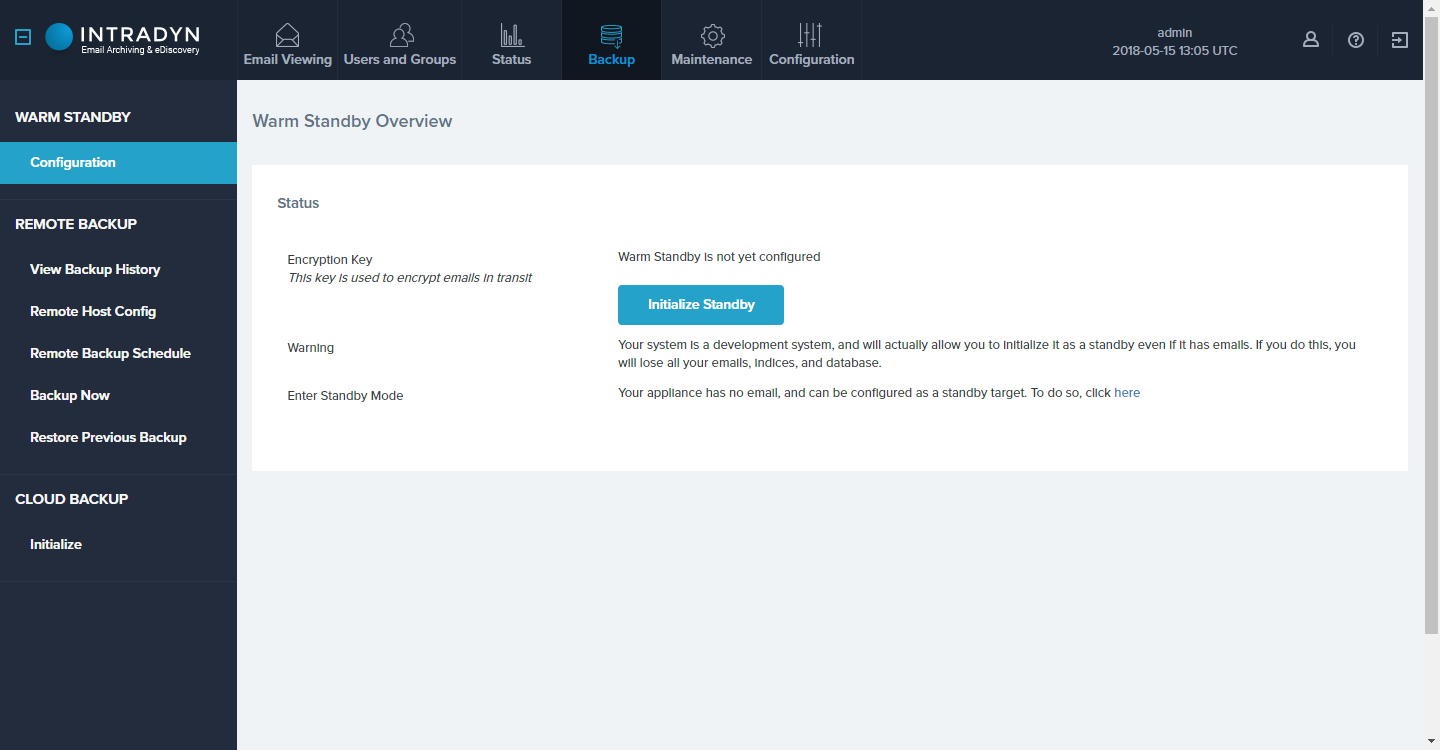 INTRADYN
Email Archiving & eDiscovery
Email Viewing
Users and Groups
Status
Backup
Maintenance
Configuration
admin
2018-05-15 13:05 UTC
WARM STANDBY
Configuration
REMOTE BACKUP
View Backup History
Remote Host Config
Remote Backup Schedule
Backup Now
Restore Previous Backup
CLOUD BACKUP
Initialize
Warm Standby Overview
Status
Encryption Key
This key is used to encrypt emails in transit
Warm Standby is not yet configured
Initialize Standby
Warning
Your system is a development system, and will actually allow you to initialize it as a standby even if it has emails. If you do this, you
will lose all your emails, indices, and database.
Enter Standby Mode
Your appliance has no email, and can be configured as a standby target. To do so, click here